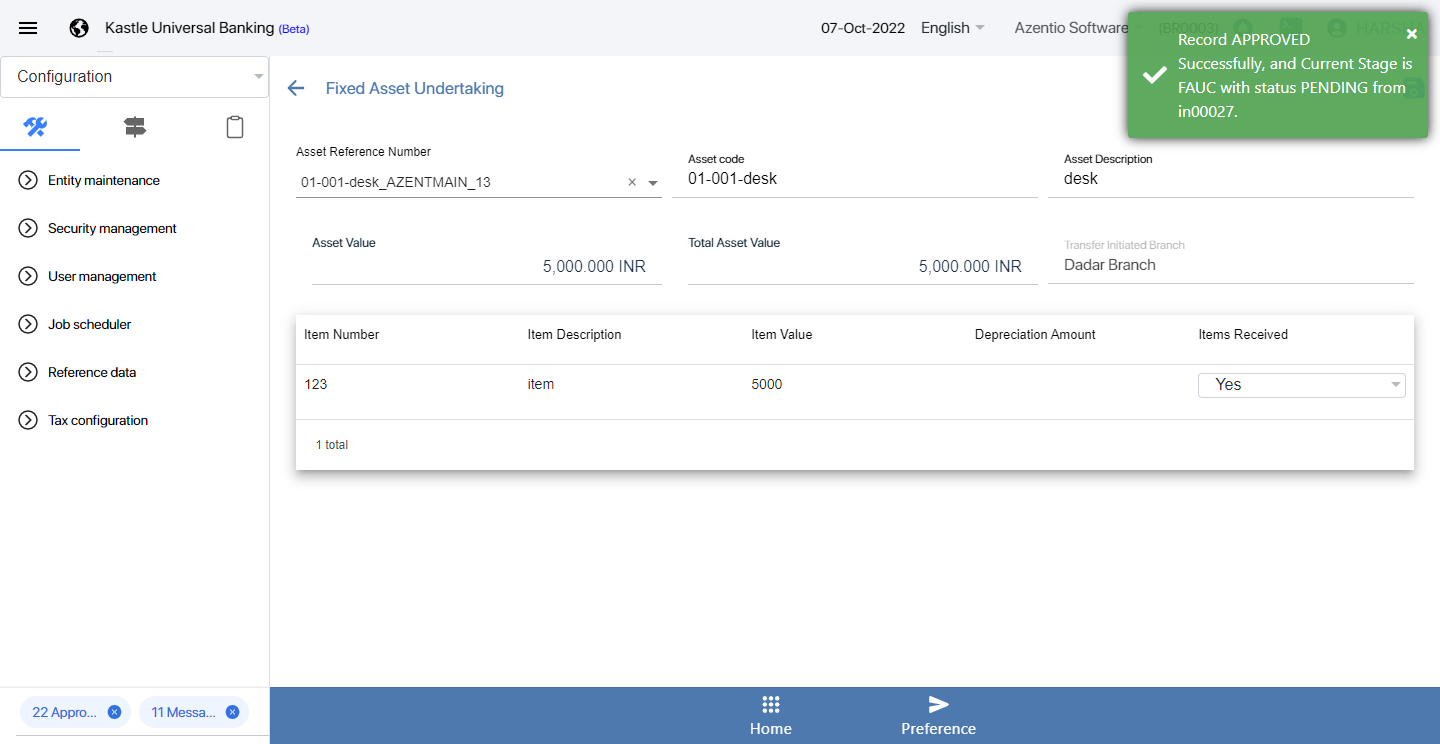 Kastle Universal Banking (Beta)
07-Oct-2022
English
Azentio Software
(BR0003)
HARSHA
Record APPROVED
Successfully, and Current Stage is
FAUC with status PENDING from
in00027.
Configuration
Fixed Asset Undertaking
Entity maintenance
Security management
User management
Job scheduler
Reference data
Tax configuration
Asset Reference Number
01-001-desk_AZENTMAIN_13
Asset code
01-001-desk
Asset Description
desk
Asset Value
5,000.000 INR
Total Asset Value
5,000.000 INR
Transfer Initiated Branch
Dadar Branch
Item Number Item Description Item Value Depreciation Amount Items Received
123 item 5000 Yes
1 total
22 Appro...
11 Messa...
Home
Preference